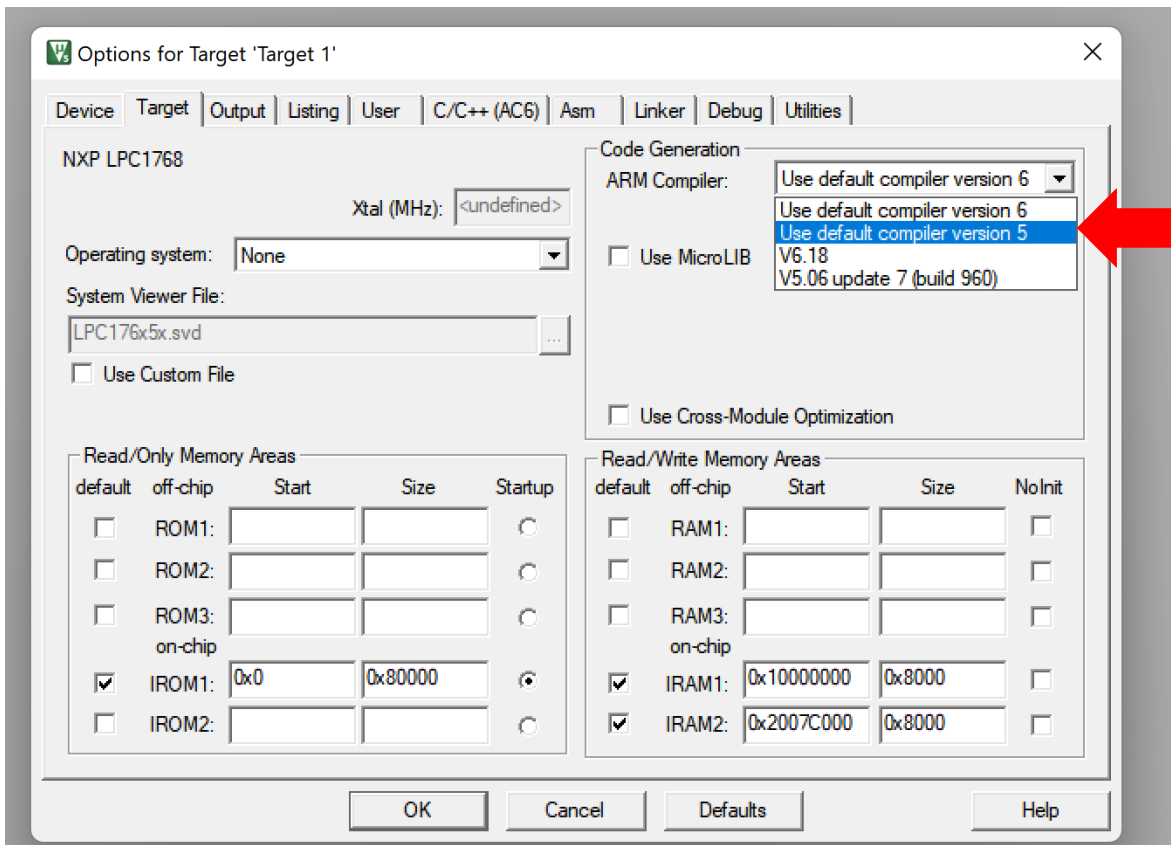 Options for Target 'Target 1'
Device Target Output Listing User C/C++ (AC6) Asm Linker Debug Utilities
NXP LPC1768
Xtal (MHz): <undefined>
Operating system: None
System Viewer File:
LPC176x5x.svd ...
Use Custom File
Code Generation
ARM Compiler: Use default compiler version 6
Use default compiler version 6
Use default compiler version 5
V6.18
V5.06 update 7 (build 960)
Use MicroLIB
Use Cross-Module Optimization
Read/Only Memory Areas
default off-chip Start Size Startup
ROM1:
ROM2:
ROM3:
on-chip
IROM1: 0x0 0x80000
IROM2:
Read/Write Memory Areas
default off-chip Start Size NoInit
RAM1:
RAM2:
RAM3:
on-chip
IRAM1: 0x10000000 0x8000
IRAM2: 0x2007C000 0x8000
OK Cancel Defaults Help